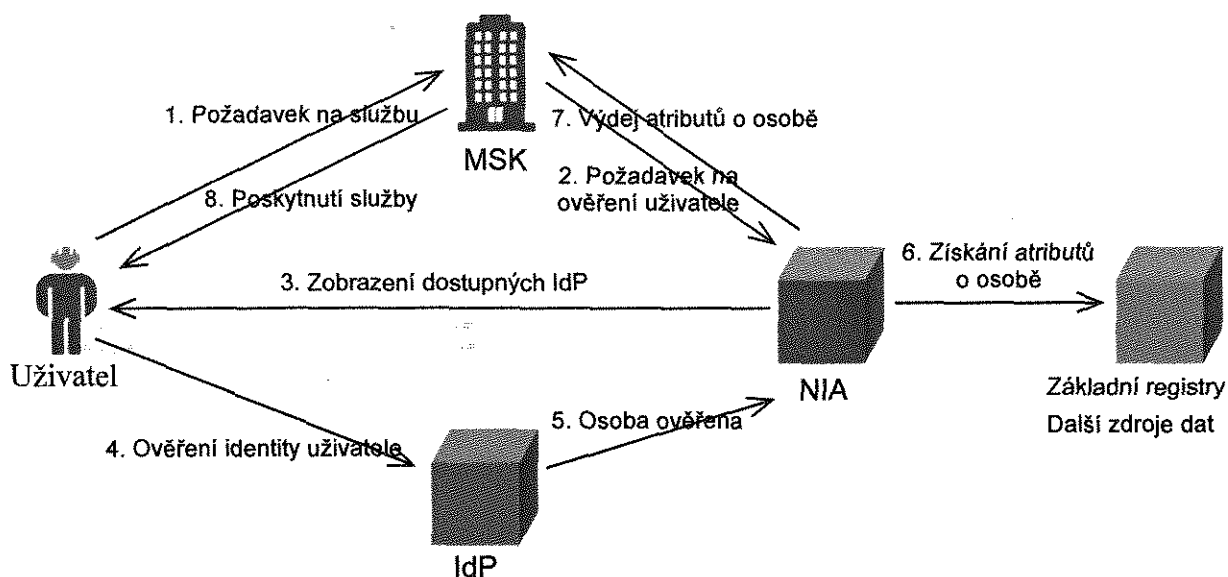 1. Požadavek na službu
MSK
7. Výdej atributů o osobě
8. Poskytnutí služby
2. Požadavek na
ověření uživatele
3. Zobrazení dostupných IdP
6. Získání atributů
o osobě
Uživatel
NIA
Základní registry
Další zdroje dat
4. Ověření identity uživatele
5. Osoba ověřena
IdP